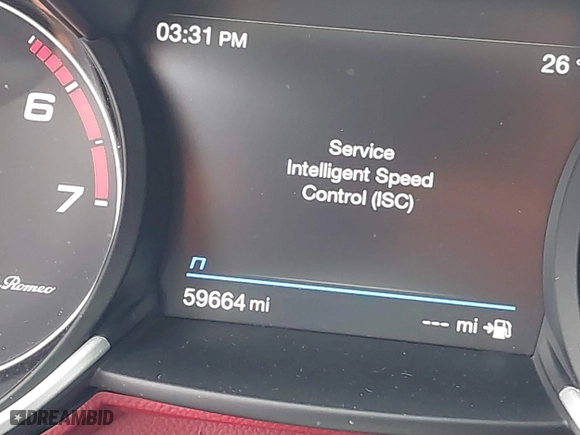 03:31 PM
26 °
6
7
Service
Intelligent Speed
Control (ISC)
Romeo
59664 mi
--- mi
DREAMBID